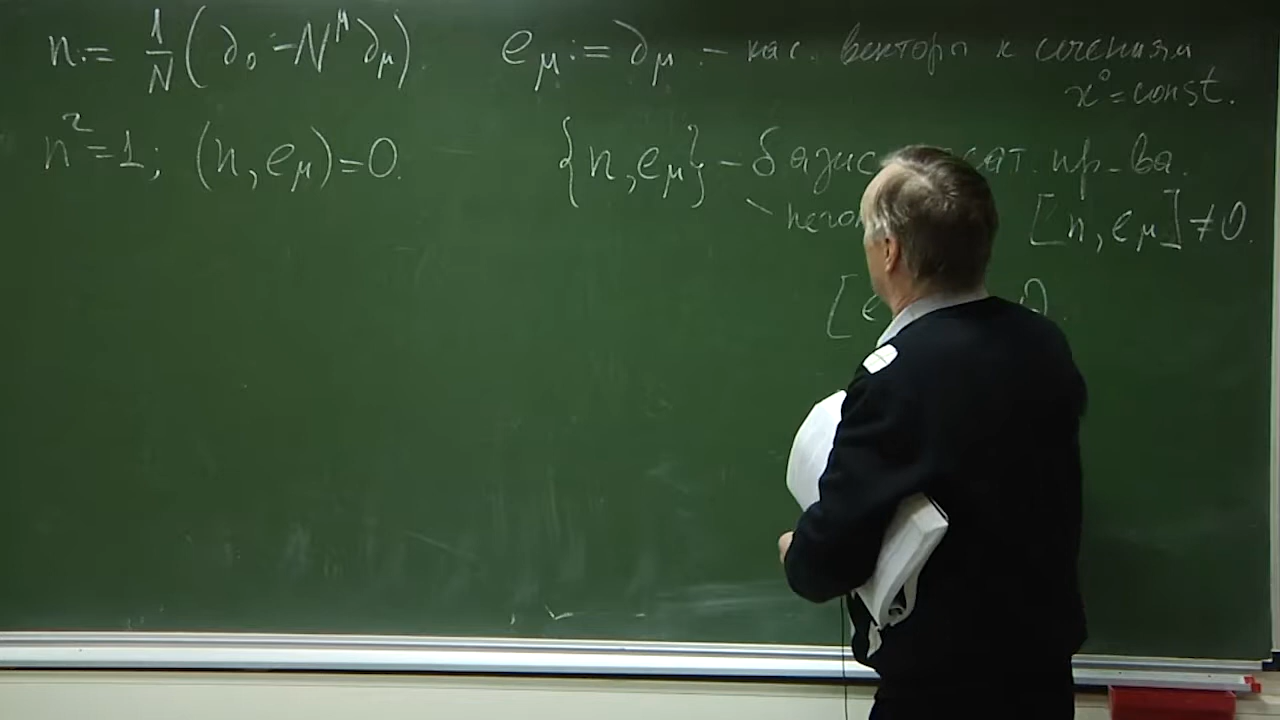 n := 1/N (∂₀ - N^μ ∂_μ). e_μ := ∂_μ. – кас. векторы к сечениям
x⁰ = const.
n² = 1; (n, e_μ) = 0. {n, e_μ} – базис пр-ва.
[n, e_μ] ≠ 0.